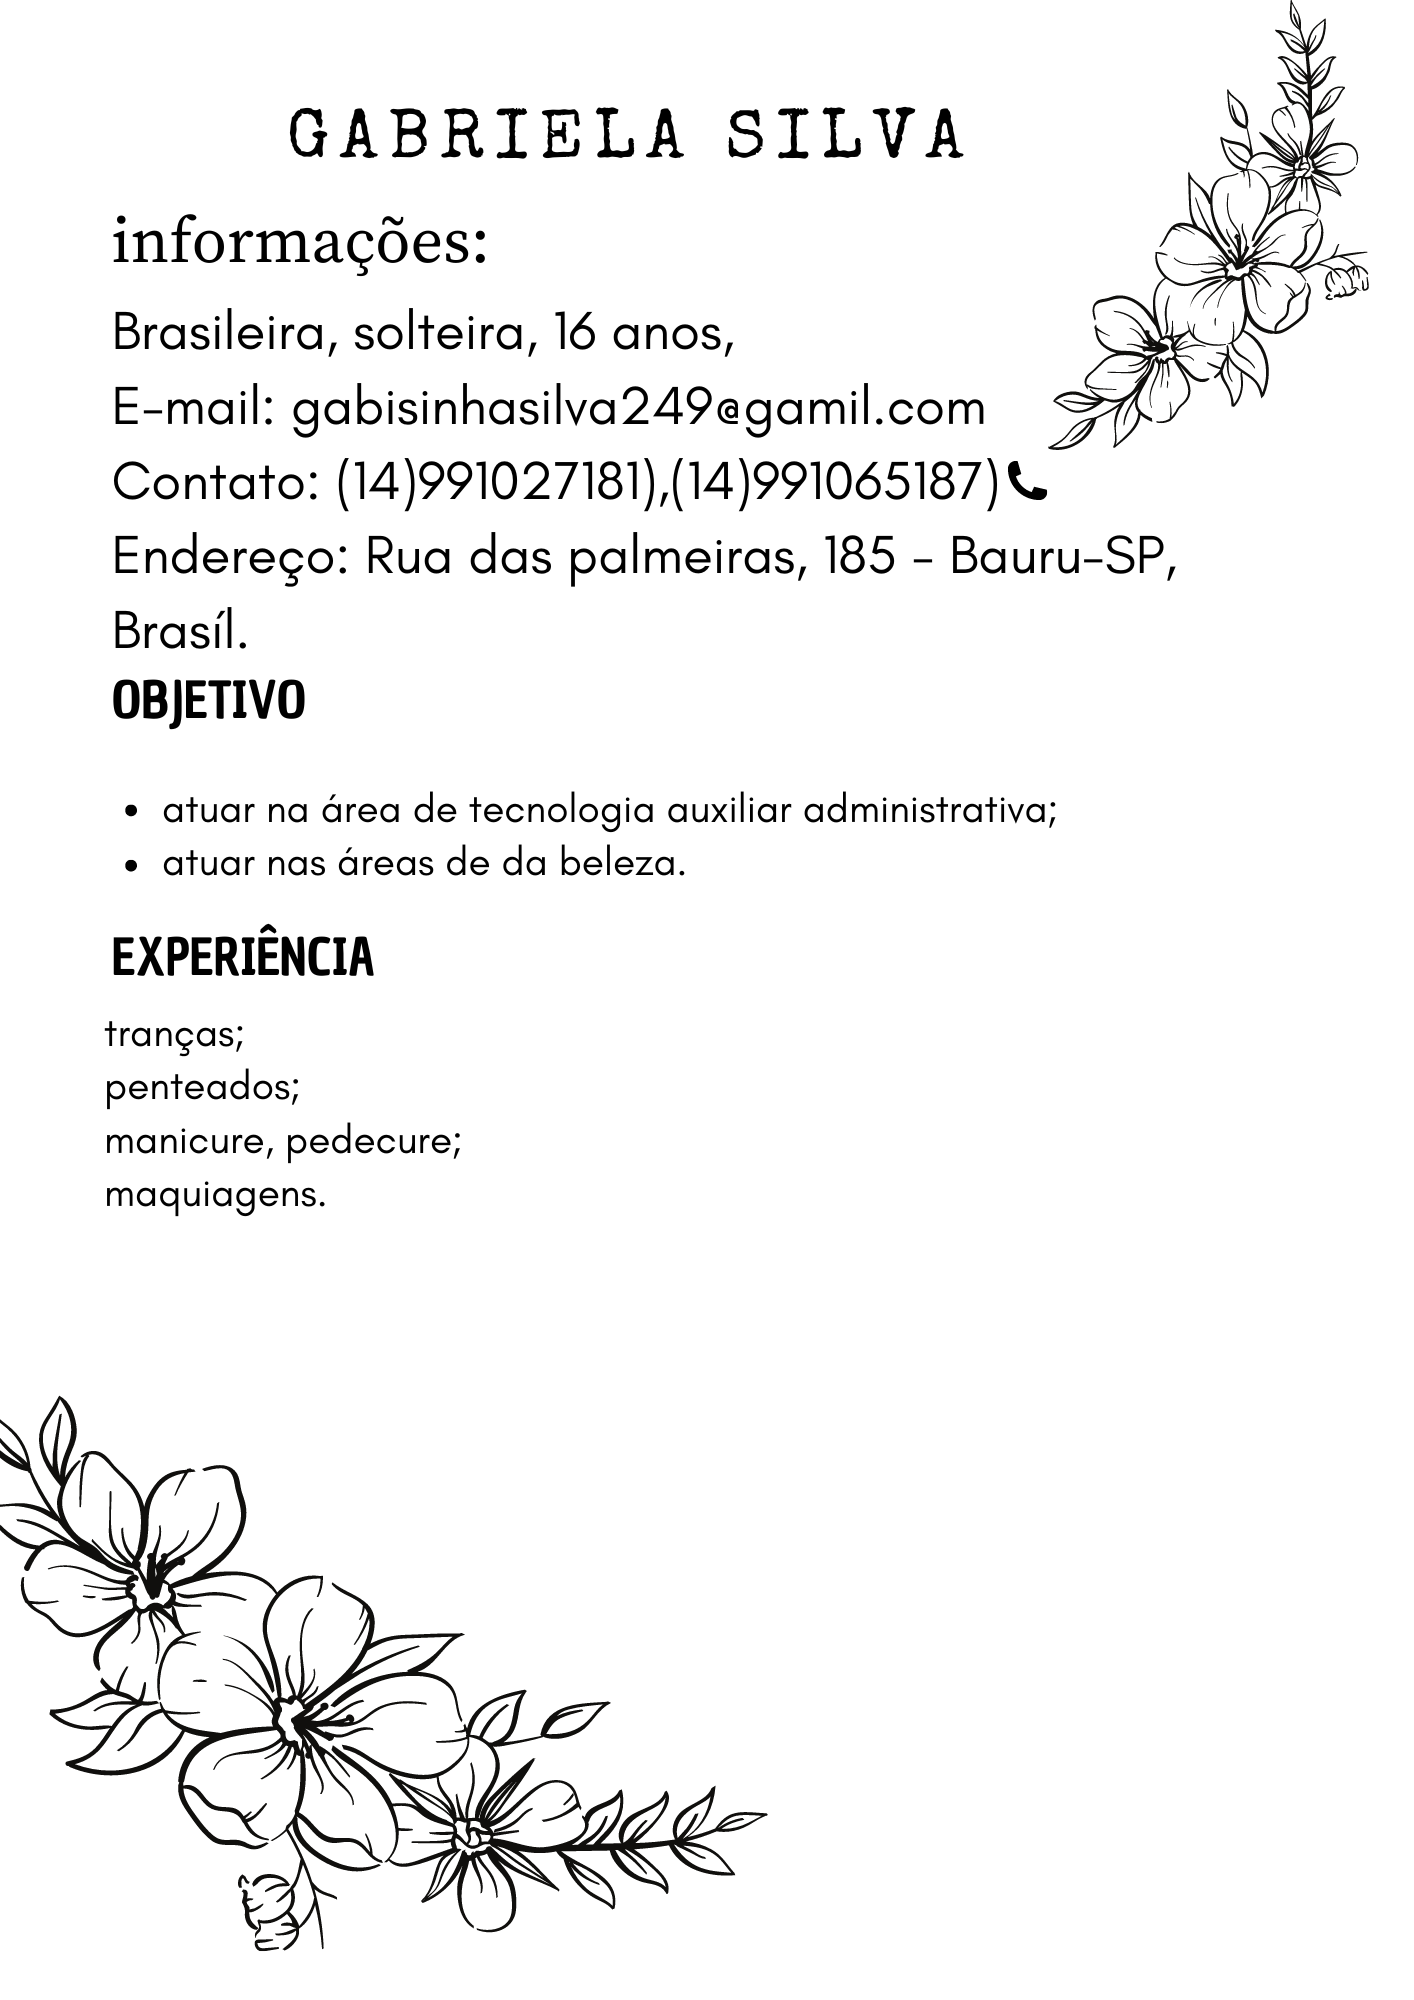 GABRIELA SILVA
informações:
Brasileira, solteira, 16 anos,
E-mail: gabisinhasilva249@gamil.com
Contato: (14)991027181),(14)991065187)
Endereço: Rua das palmeiras, 185 - Bauru-SP,
Brasíl.
OBJETIVO
• atuar na área de tecnologia auxiliar administrativa;
• atuar nas áreas de da beleza.
EXPERIÊNCIA
tranças;
penteados;
manicure, pedecure;
maquiagens.